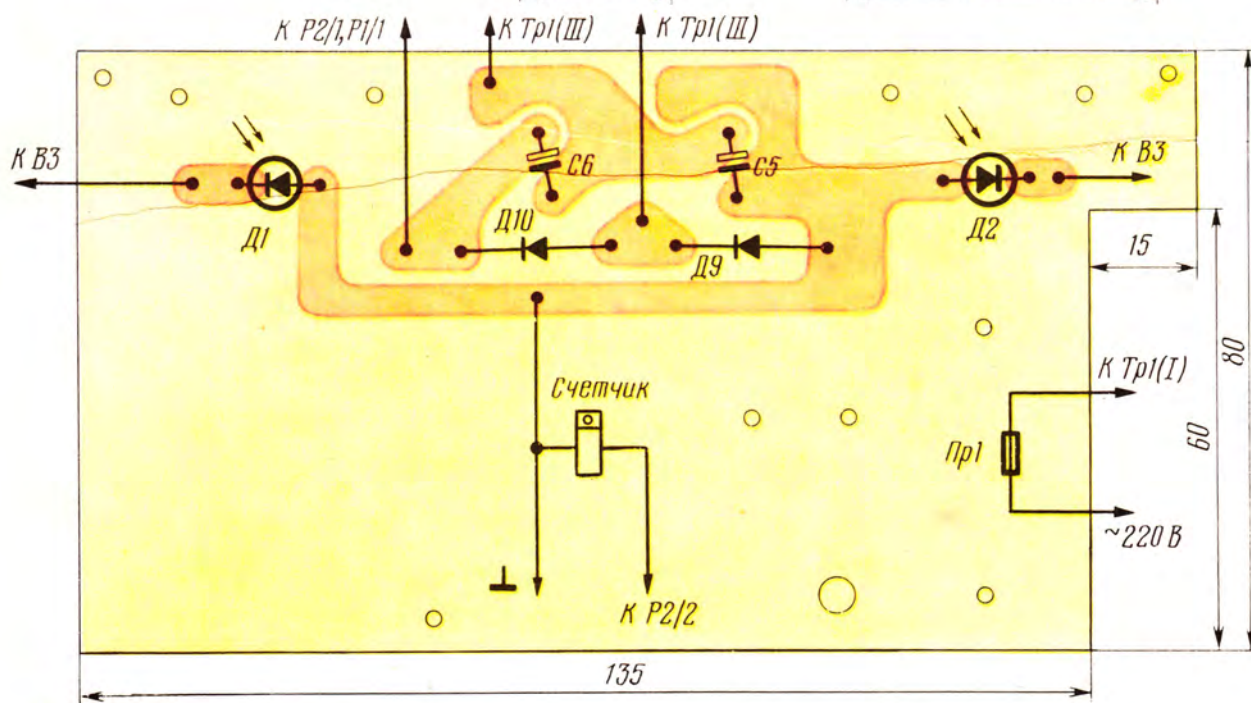 К Р2/1, Р1/1
К Тр1(III)
К Тр1(III)
К В3
Д1
С6
С5
Д10
Д9
Д2
К В3
15
80
60
Счетчик
К Тр1(I)
Пр1
~220 В
К Р2/2
135